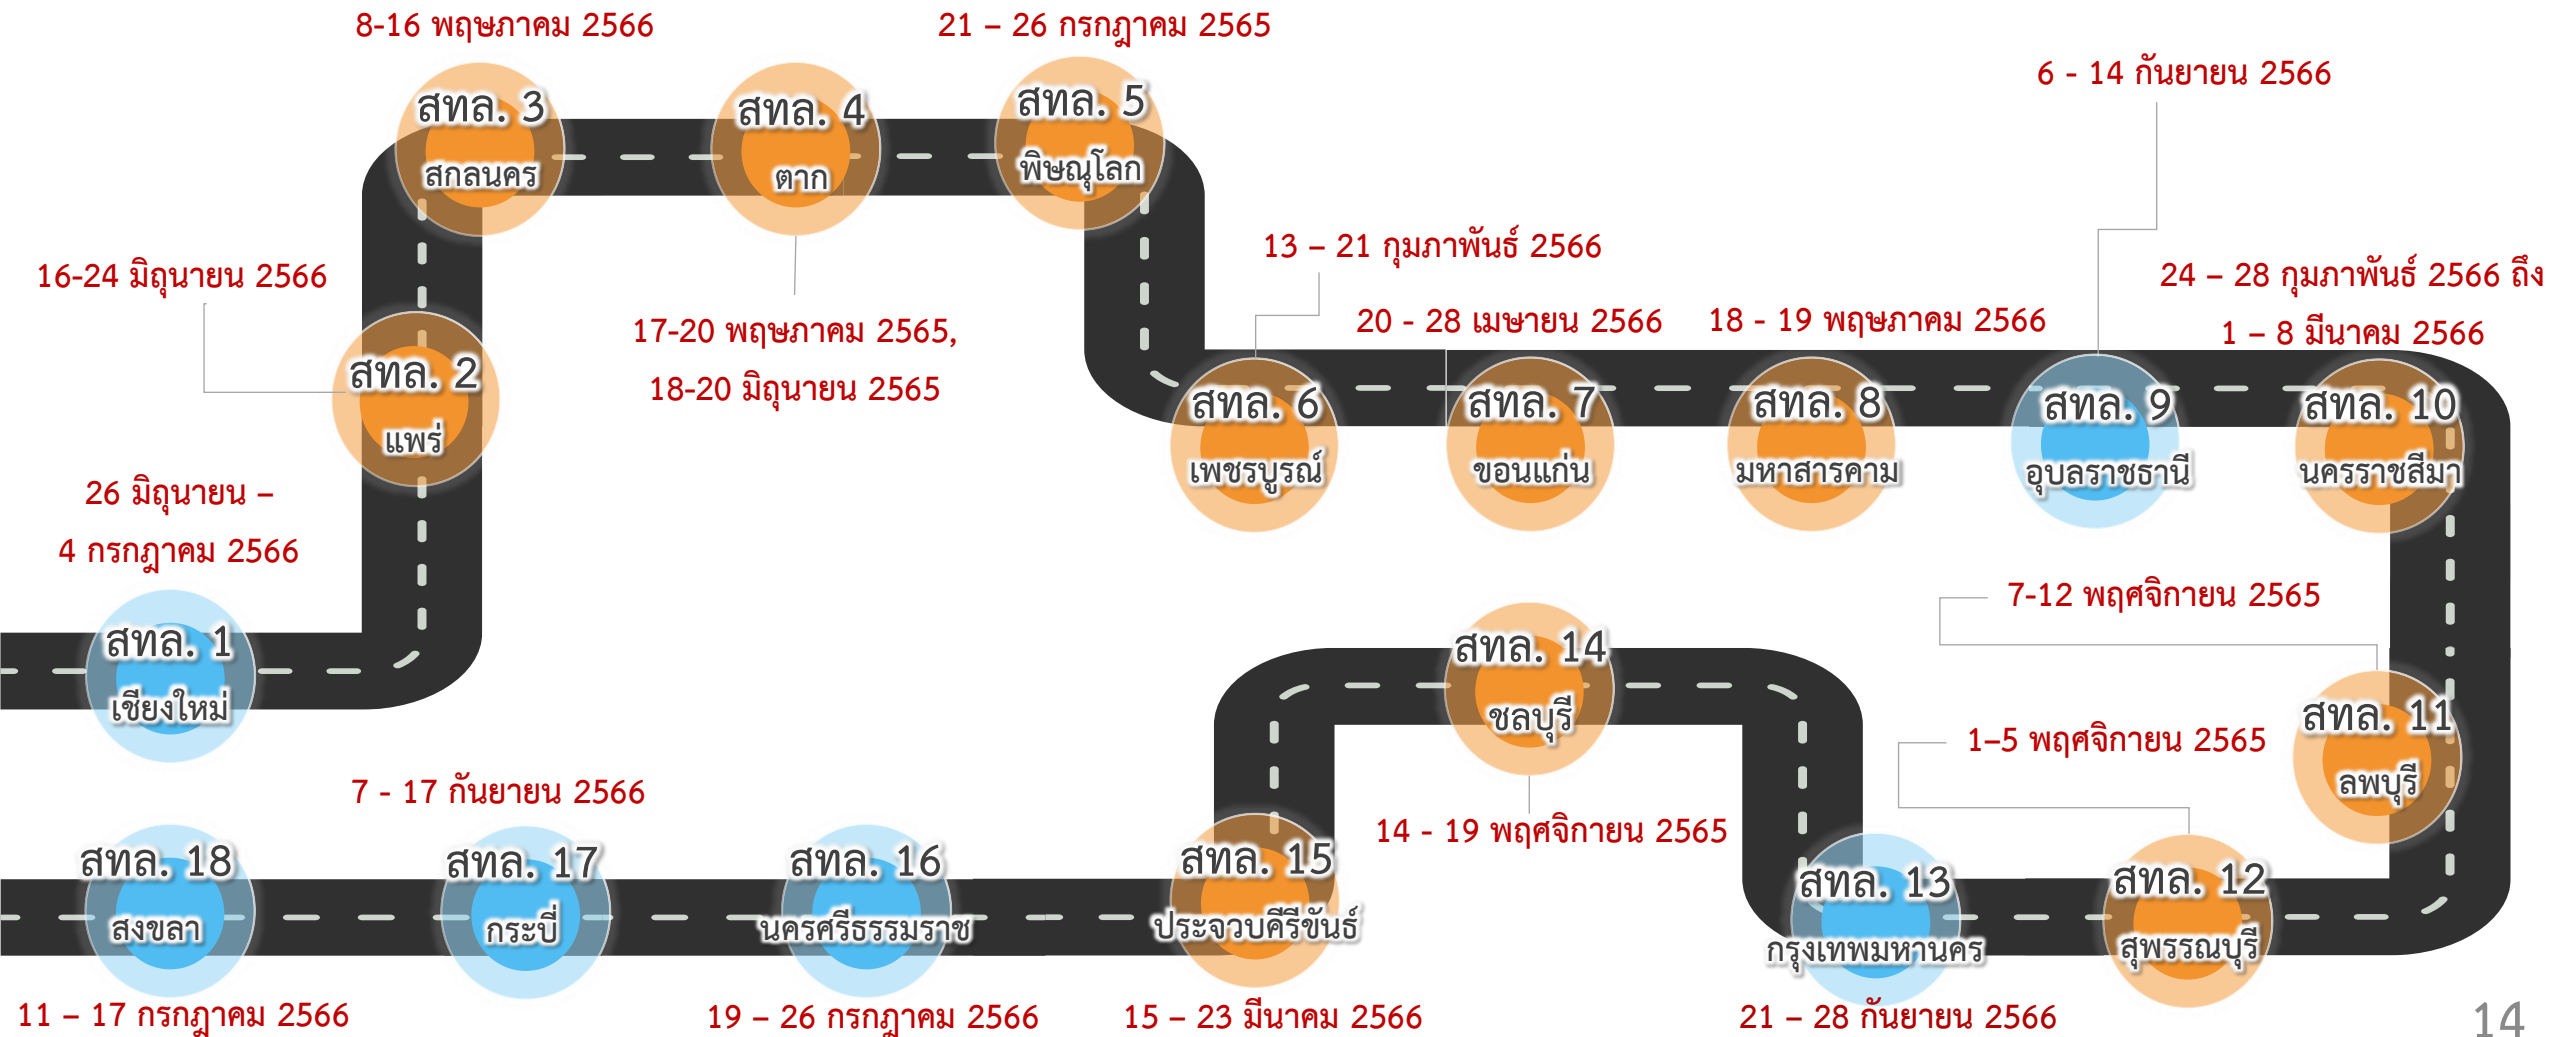 8-16 พฤษภาคม 2566
21 – 26 กรกฎาคม 2565
6 - 14 กันยายน 2566
สทล. 3
สกลนคร
สทล. 4
ตาก
สทล. 5
พิษณุโลก
16-24 มิถุนายน 2566
17-20 พฤษภาคม 2565,
18-20 มิถุนายน 2565
13 – 21 กุมภาพันธ์ 2566
20 - 28 เมษายน 2566
18 - 19 พฤษภาคม 2566
24 – 28 กุมภาพันธ์ 2566 ถึง
1 – 8 มีนาคม 2566
สทล. 2
แพร่
สทล. 6
เพชรบูรณ์
สทล. 7
ขอนแก่น
สทล. 8
มหาสารคาม
สทล. 9
อุบลราชธานี
สทล. 10
นครราชสีมา
26 มิถุนายน –
4 กรกฎาคม 2566
สทล. 1
เชียงใหม่
สทล. 14
ชลบุรี
7-12 พฤศจิกายน 2565
สทล. 11
ลพบุรี
1–5 พฤศจิกายน 2565
7 - 17 กันยายน 2566
14 - 19 พฤศจิกายน 2565
สทล. 18
สงขลา
สทล. 17
กระบี่
สทล. 16
นครศรีธรรมราช
สทล. 15
ประจวบคีรีขันธ์
สทล. 13
กรุงเทพมหานคร
สทล. 12
สุพรรณบุรี
11 – 17 กรกฎาคม 2566
19 – 26 กรกฎาคม 2566
15 – 23 มีนาคม 2566
21 – 28 กันยายน 2566
14